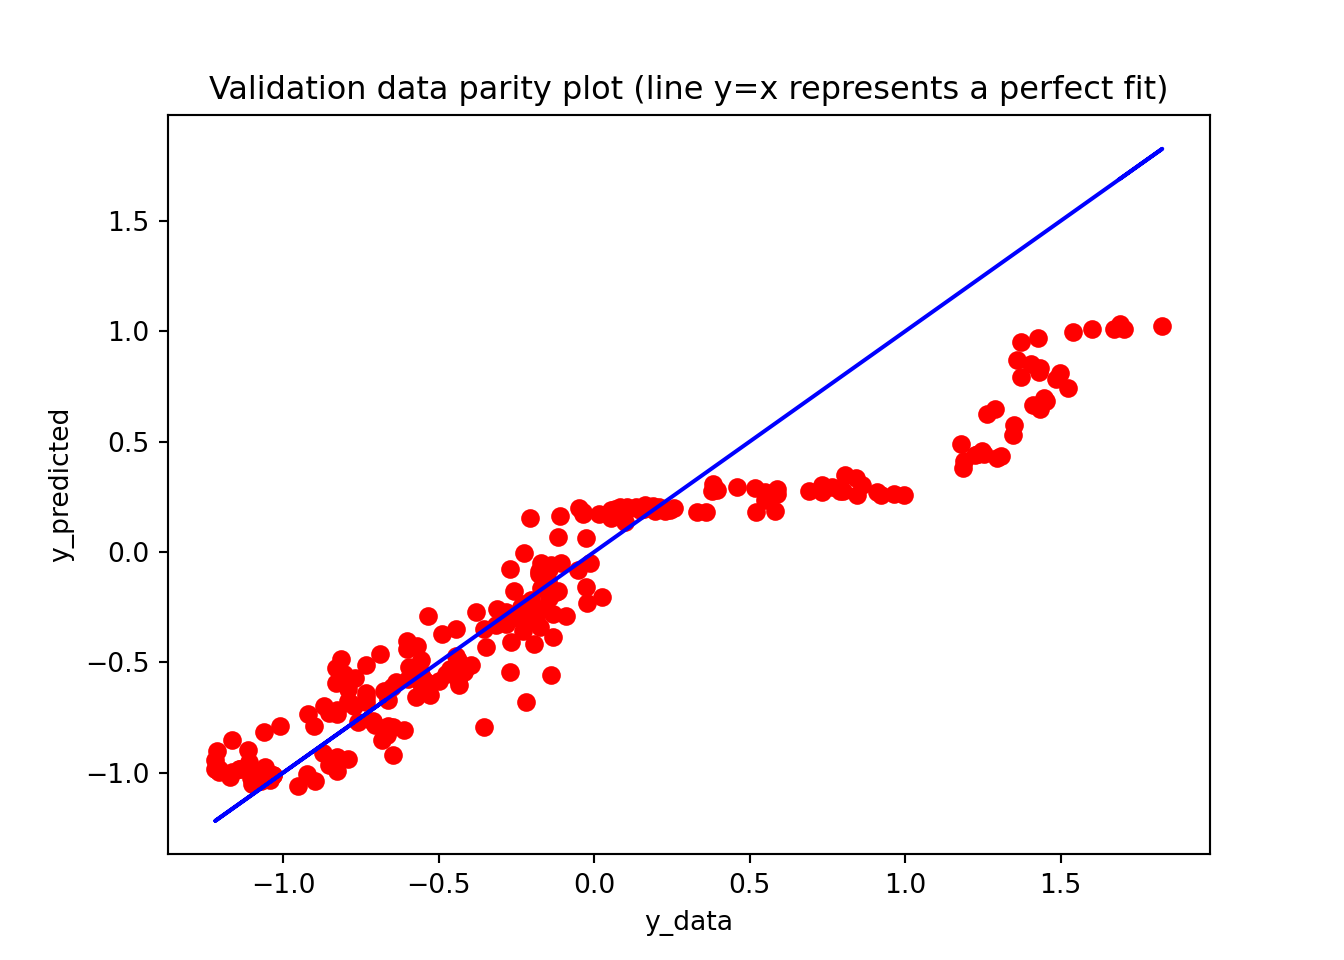 Validation data parity plot (line y=x represents a perfect fit)
1.5
1.0
0.5
0.0
−0.5
−1.0
y_predicted
−1.0 −0.5 0.0 0.5 1.0 1.5
y_data